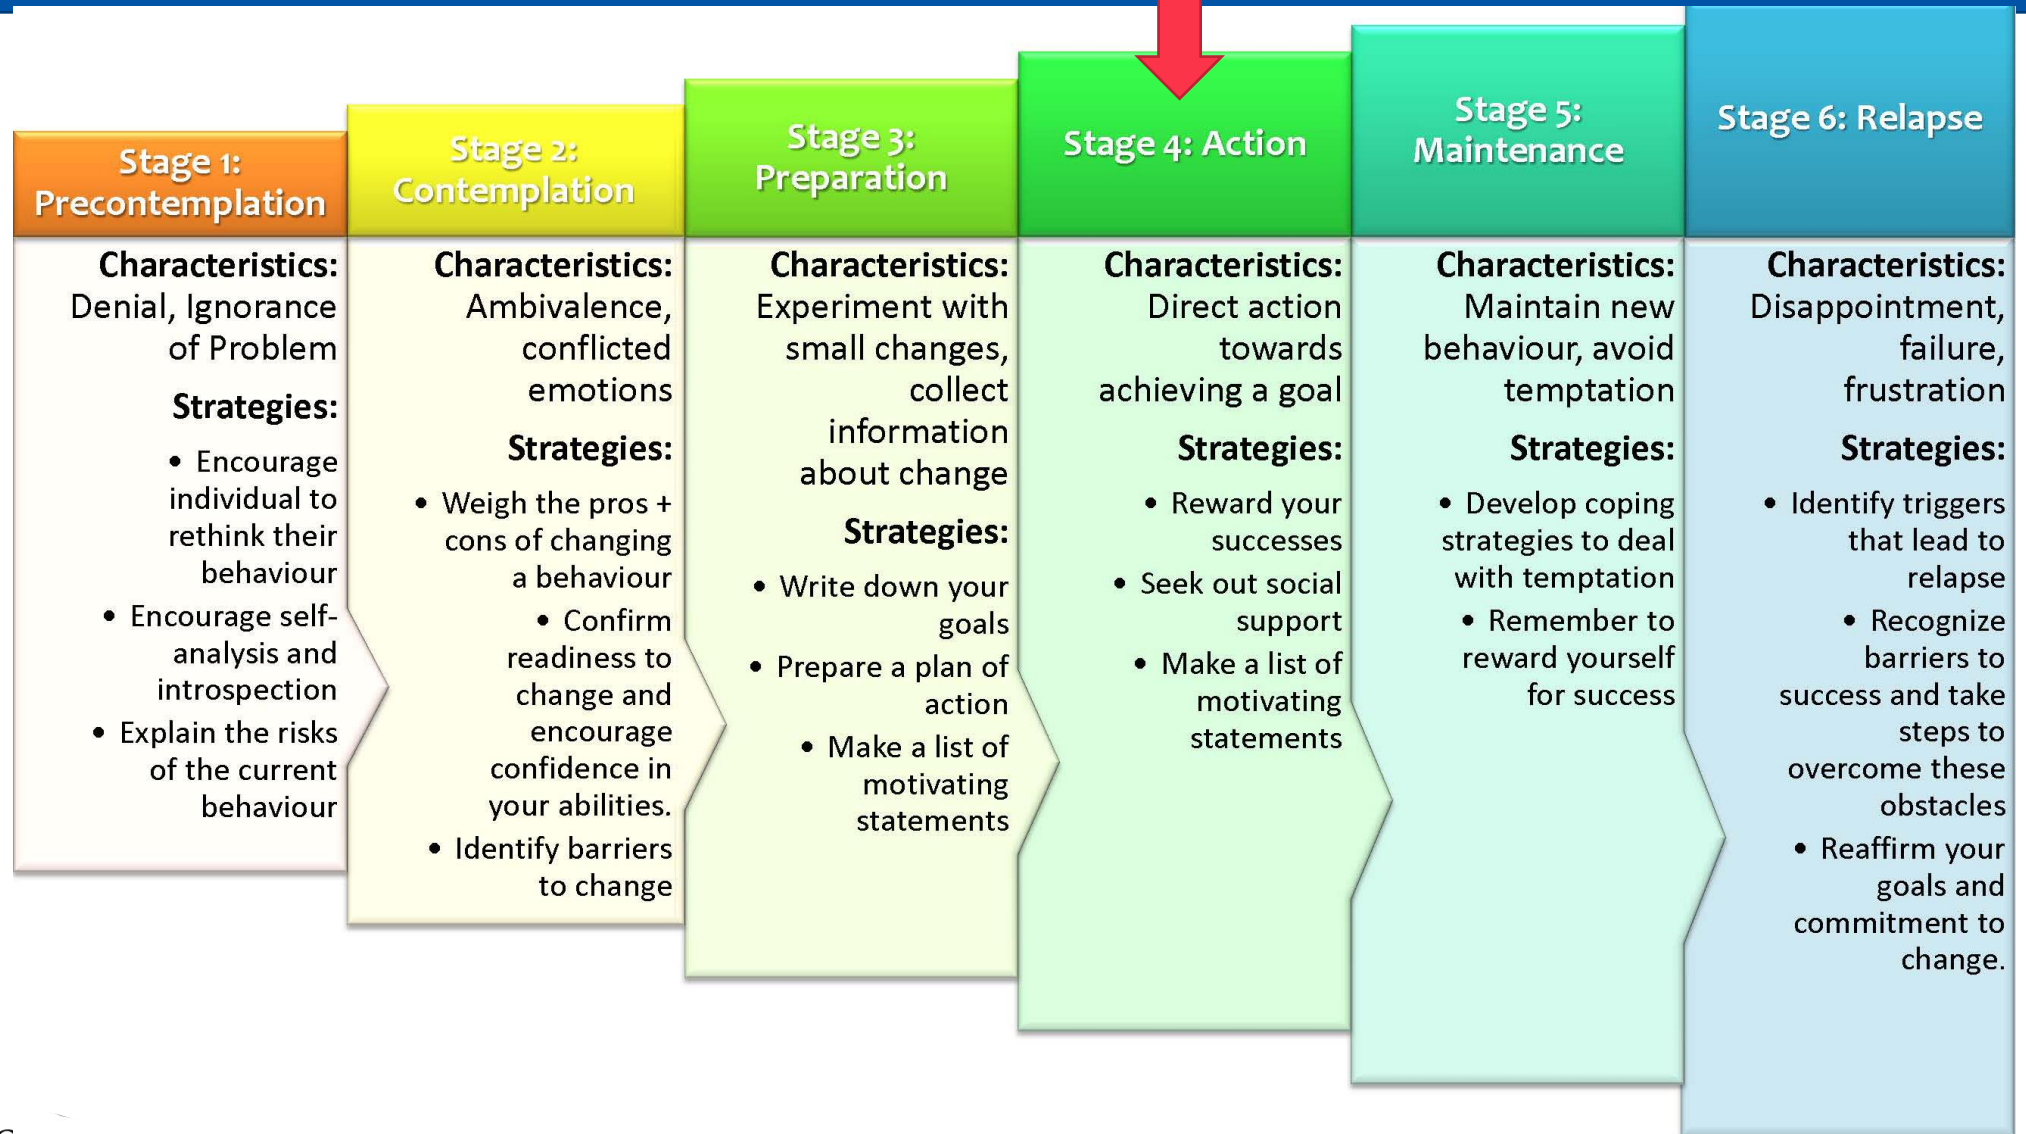 Stage 1:
Precontemplation
Characteristics:
Denial, Ignorance
of Problem
Strategies:
• Encourage
individual to
rethink their
behaviour
• Encourage self-
analysis and
introspection
• Explain the risks
of the current
behaviour
Stage 2:
Contemplation
Characteristics:
Ambivalence,
conflicted
emotions
Strategies:
• Weigh the pros +
cons of changing
a behaviour
• Confirm
readiness to
change and
encourage
confidence in
your abilities.
• Identify barriers
to change
Stage 3:
Preparation
Characteristics:
Experiment with
small changes,
collect
information
about change
Strategies:
• Write down your
goals
• Prepare a plan of
action
• Make a list of
motivating
statements
Stage 4: Action
Characteristics:
Direct action
towards
achieving a goal
Strategies:
• Reward your
successes
• Seek out social
support
• Make a list of
motivating
statements
Stage 5:
Maintenance
Characteristics:
Maintain new
behaviour, avoid
temptation
Strategies:
• Develop coping
strategies to deal
with temptation
• Remember to
reward yourself
for success
Stage 6: Relapse
Characteristics:
Disappointment,
failure,
frustration
Strategies:
• Identify triggers
that lead to
relapse
• Recognize
barriers to
success and take
steps to
overcome these
obstacles
• Reaffirm your
goals and
commitment to
change.